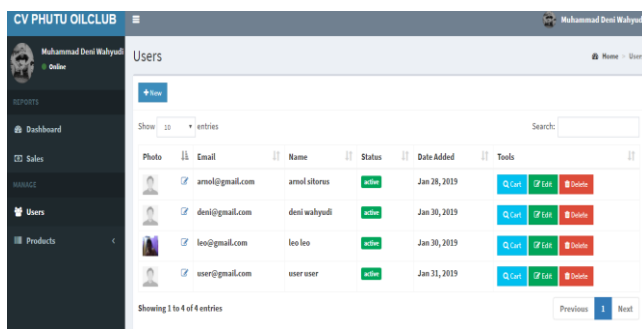 CV PHUTU OILCLUB
Muhammad Deni Wahyudi
Muhammad Deni Wahyudi
Online
Users
Home > User
REPORTS
+New
Dashboard
Show 10 entries
Search:
Sales
Photo Email Name Status Date Added Tools
MANAGE
arnol@gmail.com arnol sitorus active Jan 28, 2019 Cart Edit Delete
Users
deni@gmail.com deni wahyudi active Jan 30, 2019 Cart Edit Delete
Products
leo@gmail.com leo leo active Jan 30, 2019 Cart Edit Delete
user@gmail.com user user active Jan 31, 2019 Cart Edit Delete
Showing 1 to 4 of 4 entries
Previous 1 Next